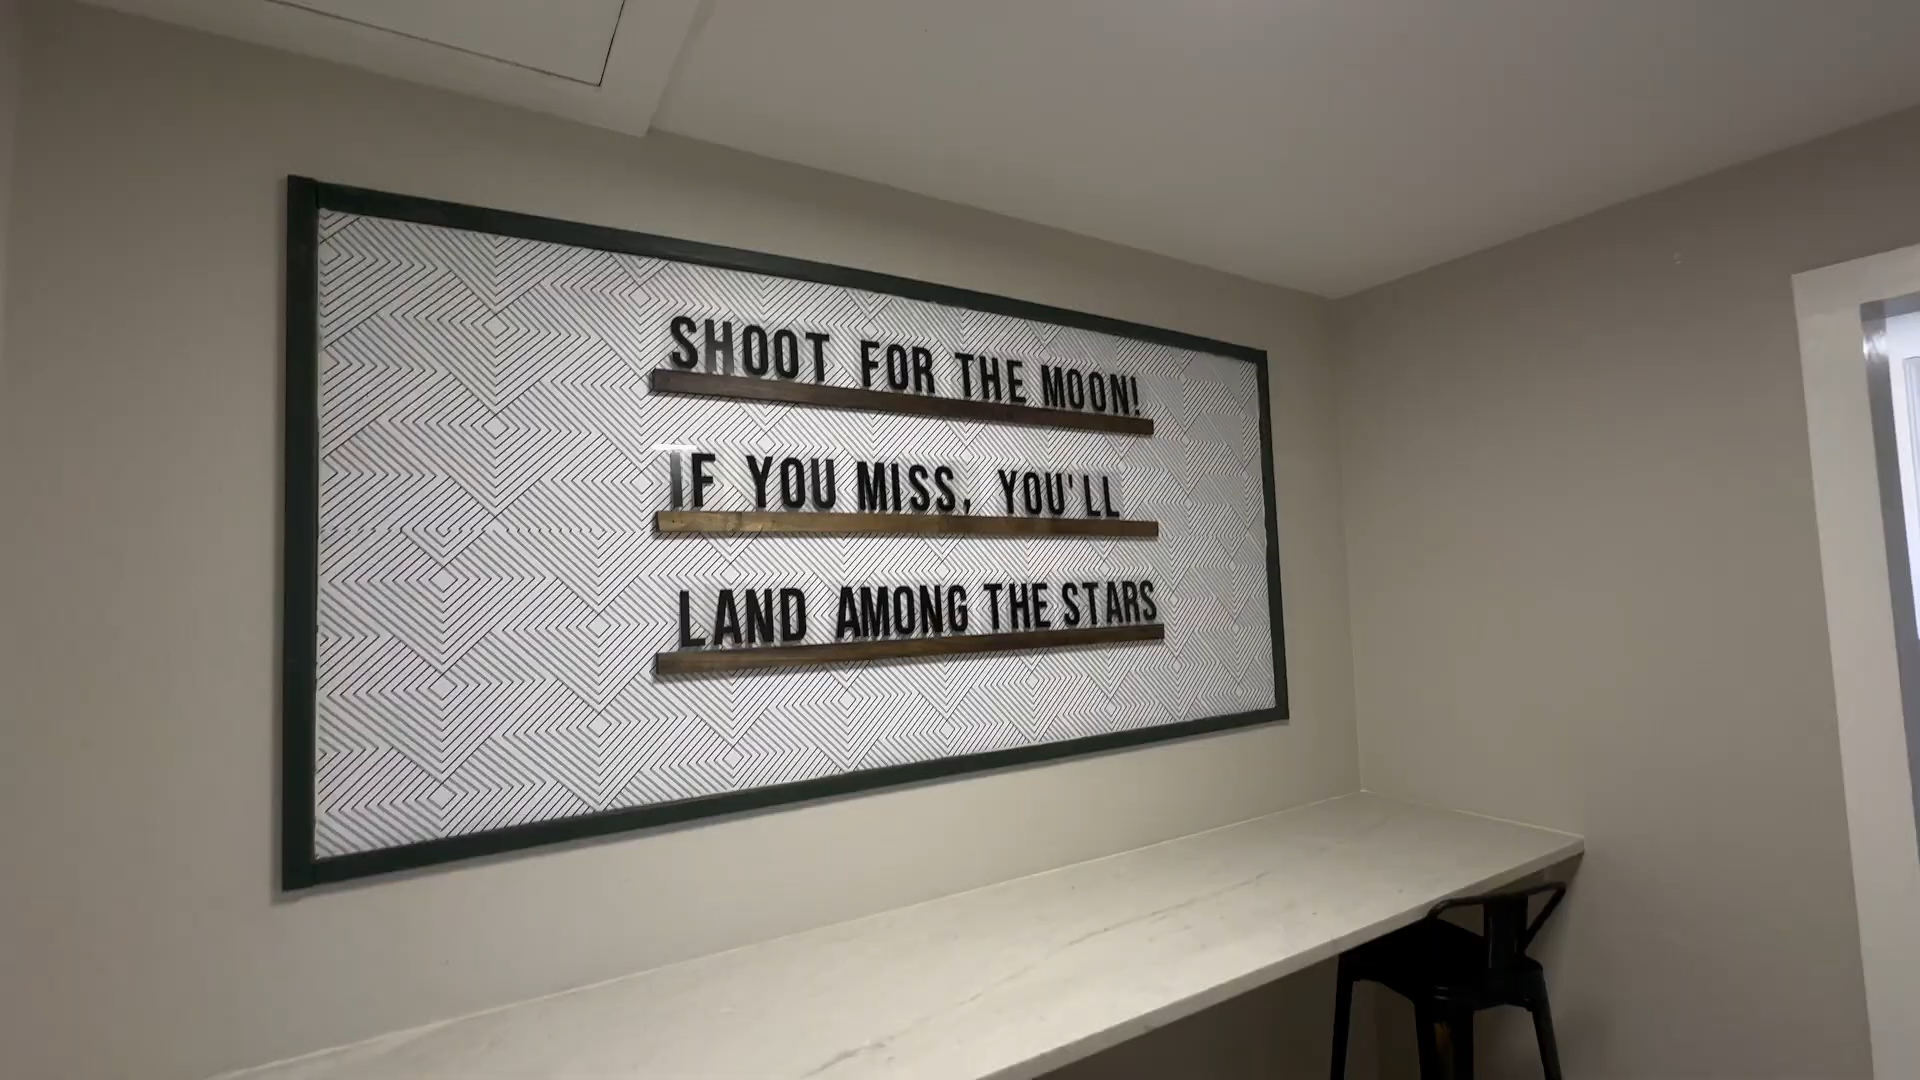 SHOOT FOR THE MOON!
IF YOU MISS, YOU'LL
LAND AMONG THE STARS